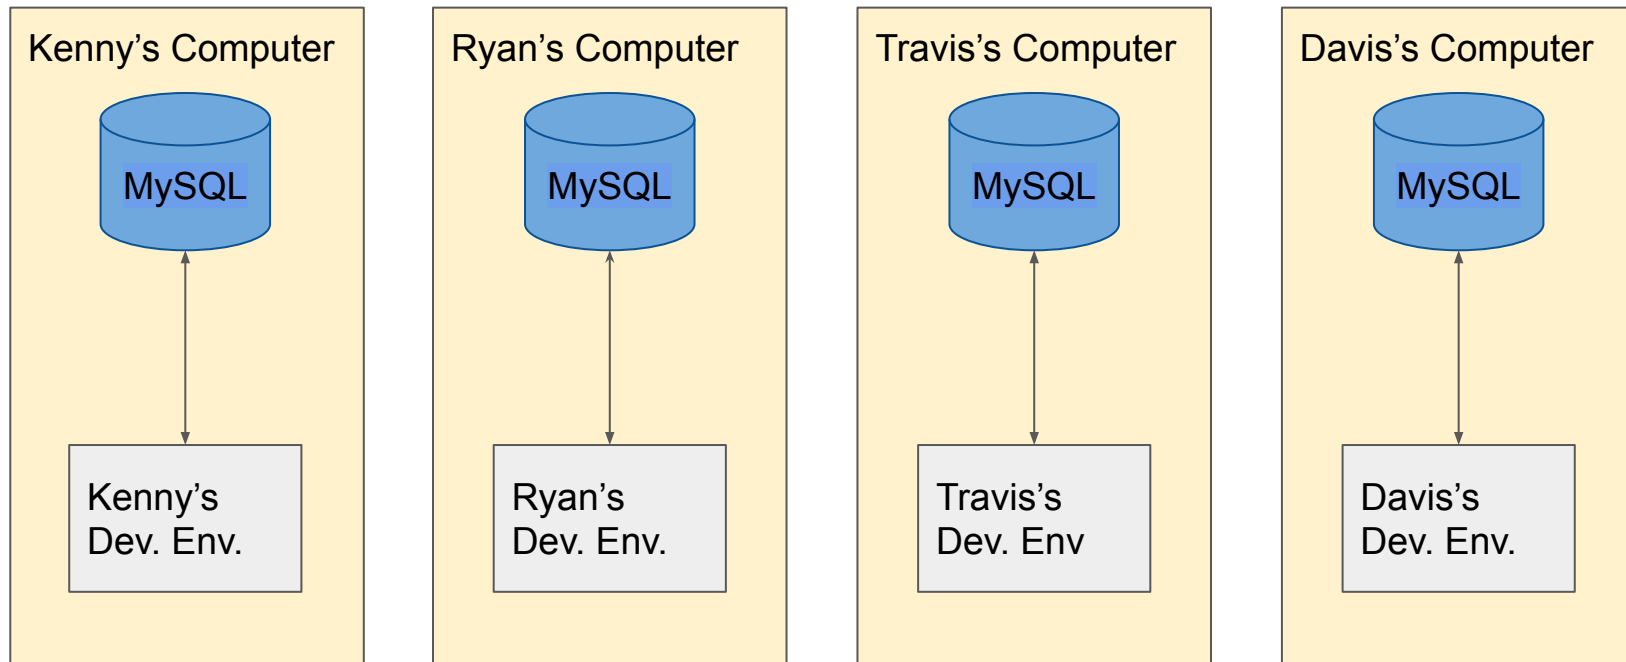 Kenny’s Computer
MySQL
Kenny’s
Dev. Env.
Ryan’s Computer
MySQL
Ryan’s
Dev. Env.
Travis’s Computer
MySQL
Travis’s
Dev. Env
Davis’s Computer
MySQL
Davis’s
Dev. Env.